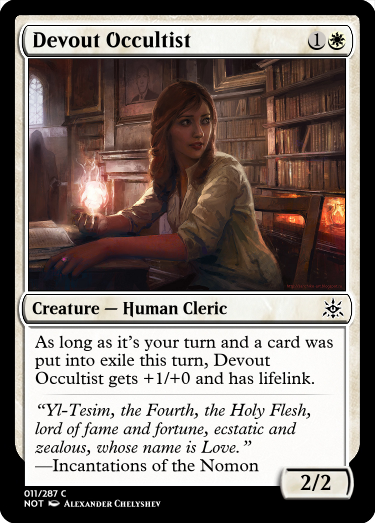 Devout Occultist 1
Creature — Human Cleric
As long as it's your turn and a card was
put into exile this turn, Devout
Occultist gets +1/+0 and has lifelink.
“Yl-Tesim, the Fourth, the Holy Flesh,
lord of fame and fortune, ecstatic and
zealous, whose name is Love.”
—Incantations of the Nomon
2/2
011/287 C
NOT Alexander Chelyshev